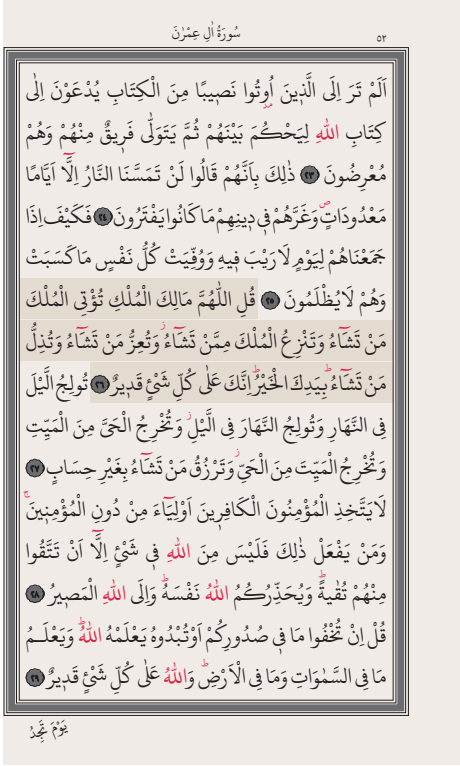 سُورَةُ اٰلِ عِمْرٰنَ ٥٢
اَلَمْ تَرَ اِلَى الَّذٖينَ اُو۫تُوا نَصٖيبًا مِنَ الْكِتَابِ يُدْعَوْنَ اِلٰى
كِتَابِ اللّٰهِ لِيَحْكُمَ بَيْنَهُمْ ثُمَّ يَتَوَلّٰى فَرٖيقٌ مِنْهُمْ وَهُمْ
مُعْرِضُونَ ﴿٢٣﴾ ذٰلِكَ بِاَنَّهُمْ قَالُوا لَنْ تَمَسَّنَا النَّارُ اِلَّٓا اَيَّامًا
مَعْدُودَاتٍۖ وَغَرَّهُمْ فٖي دٖينِهِمْ مَا كَانُوا يَفْتَرُونَ ﴿٢٤﴾ فَكَيْفَ اِذَا
جَمَعْنَاهُمْ لِيَوْمٍ لَا رَيْبَ فٖيهِ وَوُفِّيَتْ كُلُّ نَفْسٍ مَا كَسَبَتْ
وَهُمْ لَا يُظْلَمُونَ ﴿٢٥﴾ قُلِ اللّٰهُمَّ مَالِكَ الْمُلْكِ تُؤْتِي الْمُلْكَ
مَنْ تَشَٓاءُ وَتَنْزِعُ الْمُلْكَ مِمَّنْ تَشَٓاءُؗ وَتُعِزُّ مَنْ تَشَٓاءُ وَتُذِلُّ
مَنْ تَشَٓاءُؕ بِيَدِكَ الْخَيْرُؕ اِنَّكَ عَلٰى كُلِّ شَيْءٍ قَدٖيرٌ ﴿٢٦﴾ تُولِجُ الَّيْلَ
فِي النَّهَارِ وَتُولِجُ النَّهَارَ فِي الَّيْلِؗ وَتُخْرِجُ الْحَيَّ مِنَ الْمَيِّتِ
وَتُخْرِجُ الْمَيِّتَ مِنَ الْحَيِّؗ وَتَرْزُقُ مَنْ تَشَٓاءُ بِغَيْرِ حِسَابٍ ﴿٢٧﴾
لَا يَتَّخِذِ الْمُؤْمِنُونَ الْكَافِرٖينَ اَوْلِيَٓاءَ مِنْ دُونِ الْمُؤْمِنٖينَۚ
وَمَنْ يَفْعَلْ ذٰلِكَ فَلَيْسَ مِنَ اللّٰهِ فٖي شَيْءٍ اِلَّٓا اَنْ تَتَّقُوا
مِنْهُمْ تُقٰيةًؕ وَيُحَذِّرُكُمُ اللّٰهُ نَفْسَهُؕ وَاِلَى اللّٰهِ الْمَصٖيرُ ﴿٢٨﴾
قُلْ اِنْ تُخْفُوا مَا فٖي صُدُورِكُمْ اَوْ تُبْدُوهُ يَعْلَمْهُ اللّٰهُؕ وَيَعْلَمُ
مَا فِي السَّمٰوَاتِ وَمَا فِي الْاَرْضِؕ وَاللّٰهُ عَلٰى كُلِّ شَيْءٍ قَدٖيرٌ ﴿٢٩﴾
يَوْمَ تَجِدُ